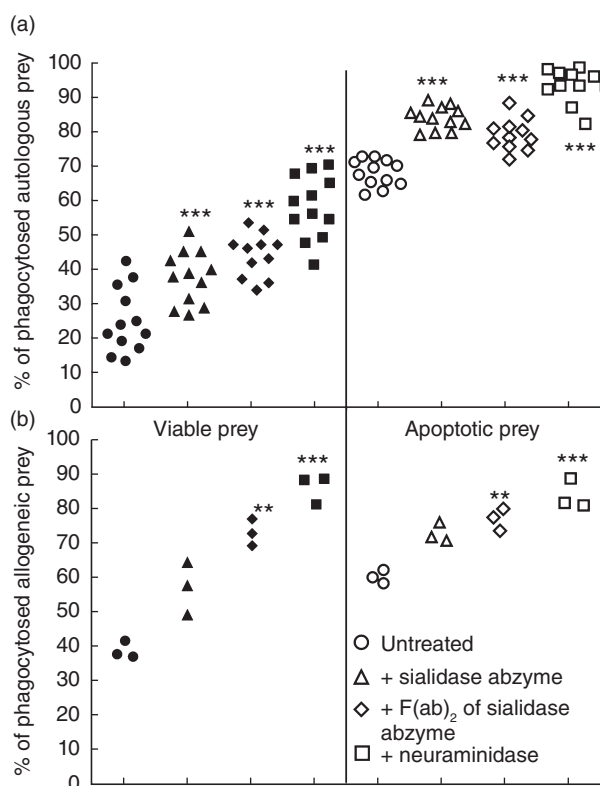 (a)
% of phagocytosed autologous prey
100
90
80
70
60
50
40
30
20
10
0
***
***
***
***
***
***
(b)
% of phagocytosed allogeneic prey
Viable prey
Apoptotic prey
100
90
80
70
60
50
40
30
20
10
0
**
***
**
***
Untreated
+ sialidase abzyme
+ F(ab)₂ of sialidase
abzyme
+ neuraminidase